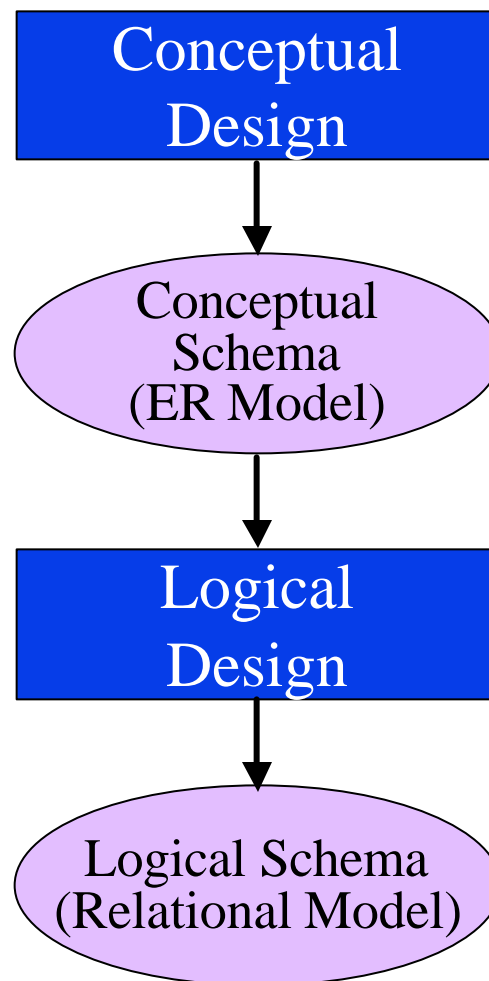 Conceptual
Design
Conceptual
Schema
(ER Model)
Logical
Design
Logical Schema
(Relational Model)